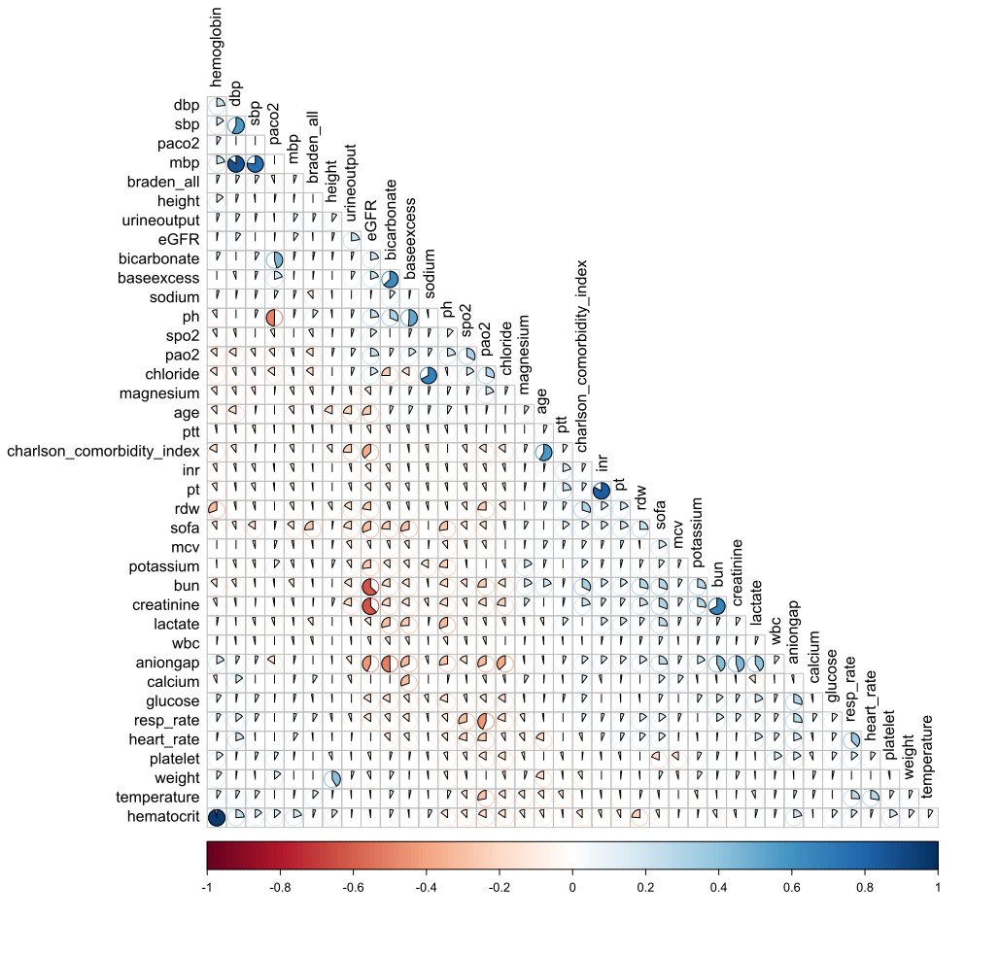 hemoglobin
dbp
dbp
sbp
sbp
paco2
paco2
mbp
mbp
braden_all
braden_all
height
height
urineoutput
urineoutput
eGFR
eGFR
bicarbonate
bicarbonate
baseexcess
baseexcess
sodium
sodium
ph
ph
spo2
spo2
pao2
pao2
chloride
chloride
magnesium
magnesium
age
age
ptt
ptt
charlson_comorbidity_index
charlson_comorbidity_index
inr
inr
pt
pt
rdw
rdw
sofa
sofa
mcv
mcv
potassium
potassium
bun
bun
creatinine
creatinine
lactate
lactate
wbc
wbc
aniongap
aniongap
calcium
calcium
glucose
glucose
resp_rate
resp_rate
heart_rate
heart_rate
platelet
platelet
weight
weight
temperature
temperature
hematocrit
-1 -0.8 -0.6 -0.4 -0.2 0 0.2 0.4 0.6 0.8 1